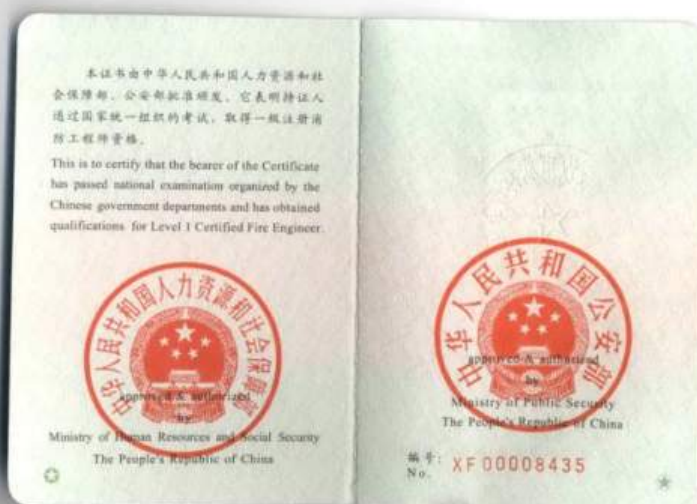 本证书由中华人民共和国人力资源和社
会保障部、公安部批准颁发。它表明持证人
通过国家统一组织的考试，取得一级注册消
防工程师资格。
This is to certify that the bearer of the Certificate
has passed national examination organized by the
Chinese government departments and has obtained
qualifications for Level 1 Certified Fire Engineer.
中华人民共和国人力资源和社会保障部
approved & authorized
by
Ministry of Human Resources and Social Security
The People's Republic of China
中华人民共和国公安部
approved & authorized
by
Ministry of Public Security
The People's Republic of China
编号:
No. XF00008435